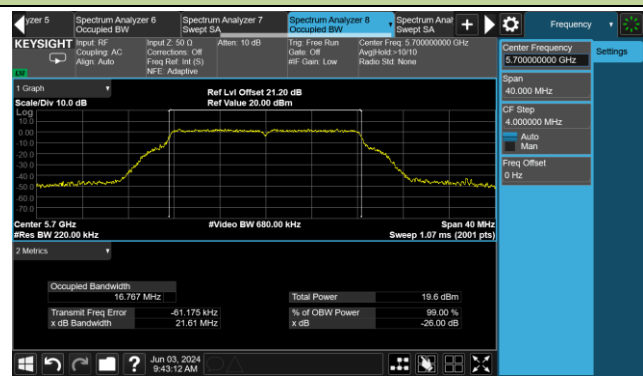 yzer 5
Spectrum Analyzer 6
Occupied BW
Spectrum Analyzer 7
Swept SA
Spectrum Analyzer 8
Occupied BW
Spectrum Anal
Swept SA
Frequency
KEYSIGHT
Input: RF
Coupling: AC
Align: Auto
Input Z: 50 Ω
Corrections: Off
Freq Ref: Int (S)
NFE: Adaptive
Atten: 10 dB
Trig: Free Run
Gate: Off
#IF Gain: Low
Center Freq: 5.700000000 GHz
Avg|Hold:>10/10
Radio Std: None
LXI
Center Frequency
5.700000000 GHz
Settings
Span
40.000 MHz
CF Step
4.000000 MHz
Auto
Man
Freq Offset
0 Hz
1 Graph
Scale/Div 10.0 dB
Ref Lvl Offset 21.20 dB
Ref Value 20.00 dBm
Log
10.0
0.00
-10.0
-20.0
-30.0
-40.0
-50.0
-60.0
-70.0
Center 5.7 GHz
#Video BW 680.00 kHz
Span 40 MHz
#Res BW 220.00 kHz
Sweep 1.07 ms (2001 pts)
2 Metrics
Occupied Bandwidth
16.767 MHz
Total Power 19.6 dBm
Transmit Freq Error -61.175 kHz
% of OBW Power 99.00 %
x dB Bandwidth 21.61 MHz
x dB -26.00 dB
?
Jun 03, 2024
9:43:12 AM